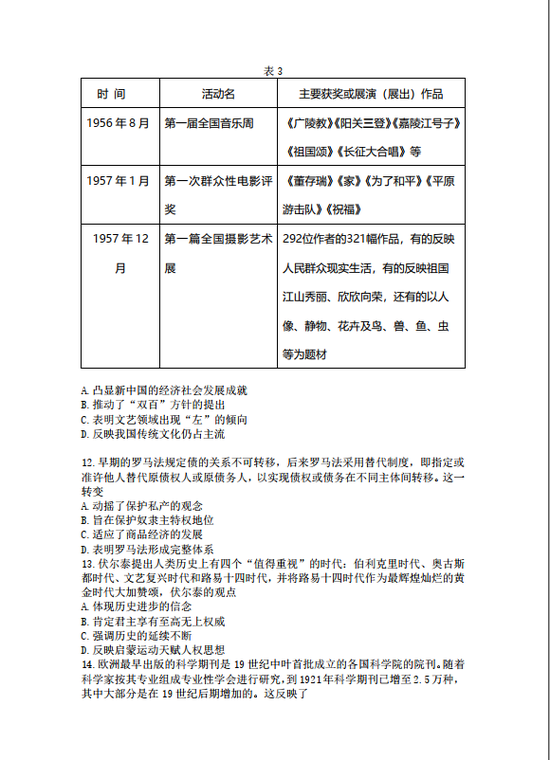 表 3
时 间 活动名 主要获奖或展演（展出）作品
1956 年 8 月 第一届全国音乐周 《广陵教》《阳关三登》《嘉陵江号子》
《祖国颂》《长征大合唱》等
1957 年 1 月 第一次群众性电影评 《董存瑞》《家》《为了和平》《平原
奖 游击队》《祝福》
1957 年 12 第一篇全国摄影艺术 292位作者的321幅作品，有的反映
月 展 人民群众现实生活，有的反映祖国
江山秀丽、欣欣向荣，还有的以人
像、静物、花卉及鸟、兽、鱼、虫
等为题材
A. 凸显新中国的经济社会发展成就
B. 推动了“双百”方针的提出
C. 表明文艺领域出现“左”的倾向
D. 反映我国传统文化仍占主流
12. 早期的罗马法规定债的关系不可转移，后来罗马法采用替代制度，即指定或
准许他人替代原债权人或原债务人，以实现债权或债务在不同主体间转移。这一
转变
A. 动摇了保护私产的观念
B. 旨在保护奴隶主特权地位
C. 适应了商品经济的发展
D. 表明罗马法形成完整体系
13. 伏尔泰提出人类历史上有四个“值得重视”的时代：伯利克里时代、奥古斯
都时代、文艺复兴时代和路易十四时代，并将路易十四时代作为最辉煌灿烂的黄
金时代大加赞颂，伏尔泰的观点
A. 体现历史进步的信念
B. 肯定君主享有至高无上权威
C. 强调历史的延续不断
D. 反映启蒙运动天赋人权思想
14. 欧洲最早出版的科学期刊是 19 世纪中叶首批成立的各国科学院的院刊。随着
科学家按其专业组成专业性学会进行研究，到 1921 年科学期刊已增至 2.5 万种，
其中大部分是在 19 世纪后期增加的。这反映了